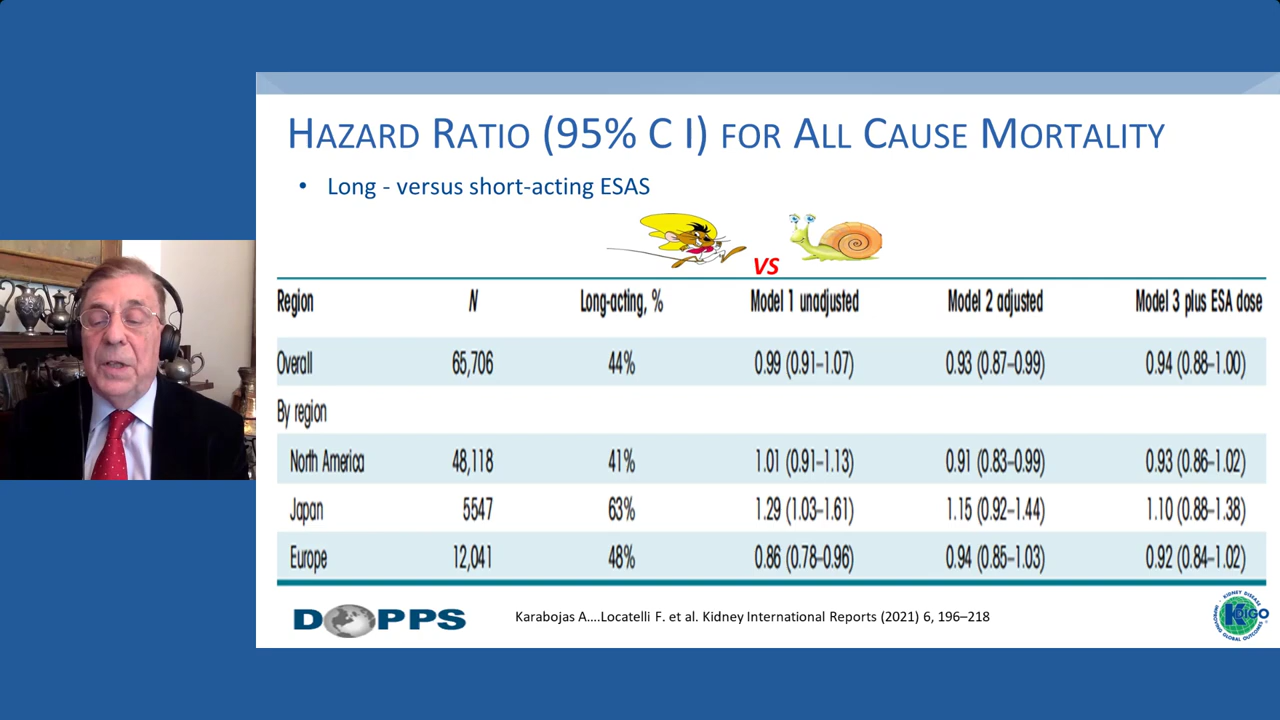 HAZARD RATIO (95% C I) FOR ALL CAUSE MORTALITY
• Long - versus short-acting ESAS
VS
Region N Long-acting, % Model 1 unadjusted Model 2 adjusted Model 3 plus ESA dose
Overall 65,706 44% 0.99 (0.91–1.07) 0.93 (0.87–0.99) 0.94 (0.88–1.00)
By region
North America 48,118 41% 1.01 (0.91–1.13) 0.91 (0.83–0.99) 0.93 (0.86–1.02)
Japan 5547 63% 1.29 (1.03–1.61) 1.15 (0.92–1.44) 1.10 (0.88–1.38)
Europe 12,041 48% 0.86 (0.78–0.96) 0.94 (0.85–1.03) 0.92 (0.84–1.02)
DOPPS
Karabojas A....Locatelli F. et al. Kidney International Reports (2021) 6, 196–218
KIDNEY DISEASE
KDIGO
IMPROVING GLOBAL OUTCOMES